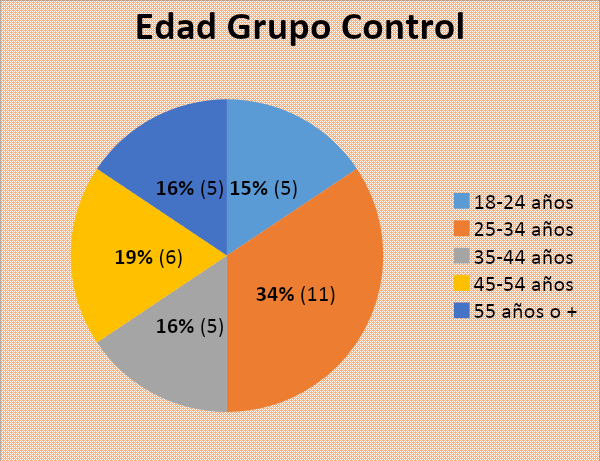 Edad Grupo Control
16% (5) 15% (5)
19% (6)
34% (11)
16% (5)
18-24 años
25-34 años
35-44 años
45-54 años
55 años o +